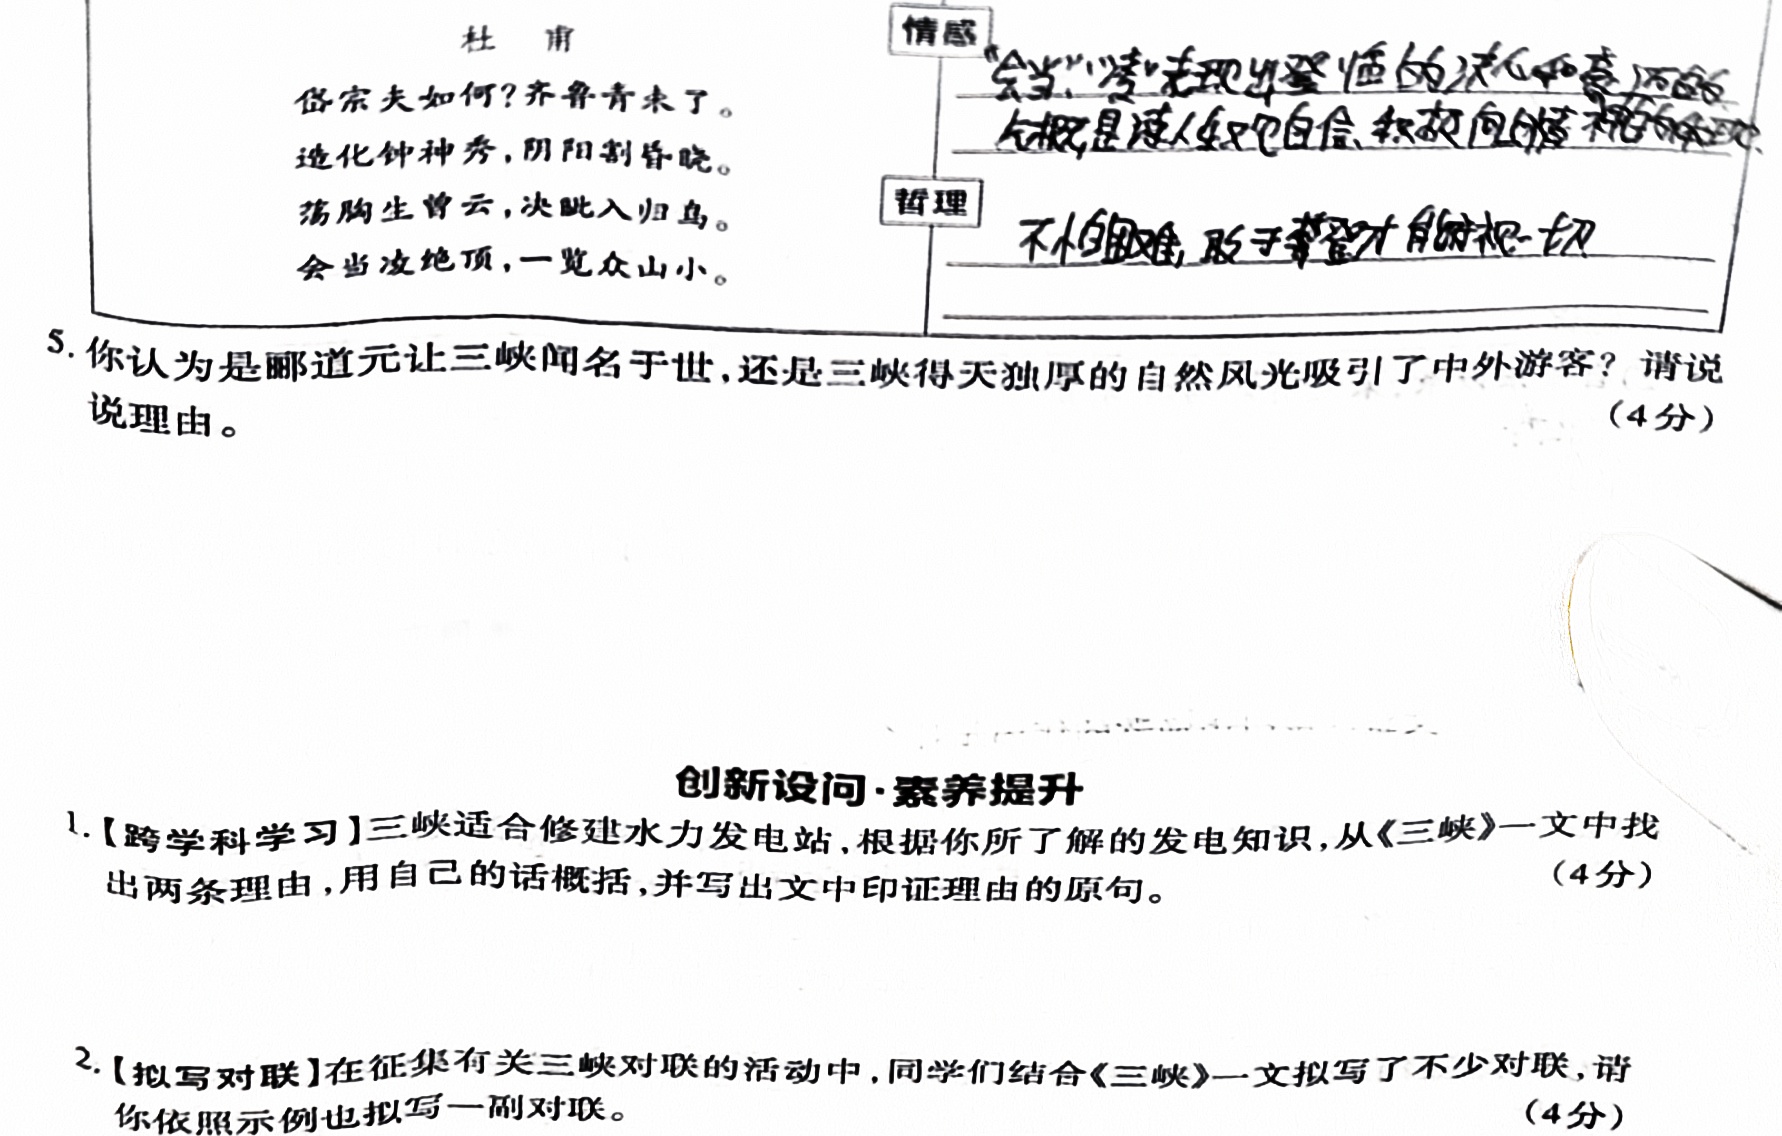 杜 甫
岱宗夫如何?齐鲁青未了。
造化钟神秀,阴阳割昏晓。
荡胸生曾云,决眦入归鸟。
会当凌绝顶,一览众山小。
情感
"会当""凌"表现出登临的决心和
气概,是诗人乐观自信、积极向
哲理
不怕困难,敢于攀登才能俯视一切
5.你认为是郦道元让三峡闻名于世,还是三峡得天独厚的自然风光吸引了中外游客?请说
说理由。 (4分)
创新设问·素养提升
1.【跨学科学习】三峡适合修建水力发电站,根据你所了解的发电知识,从《三峡》一文中找
出两条理由,用自己的话概括,并写出文中印证理由的原句。 (4分)
2.【拟写对联】在征集有关三峡对联的活动中,同学们结合《三峡》一文拟写了不少对联,请
你依照示例也拟写一副对联。 (4分)